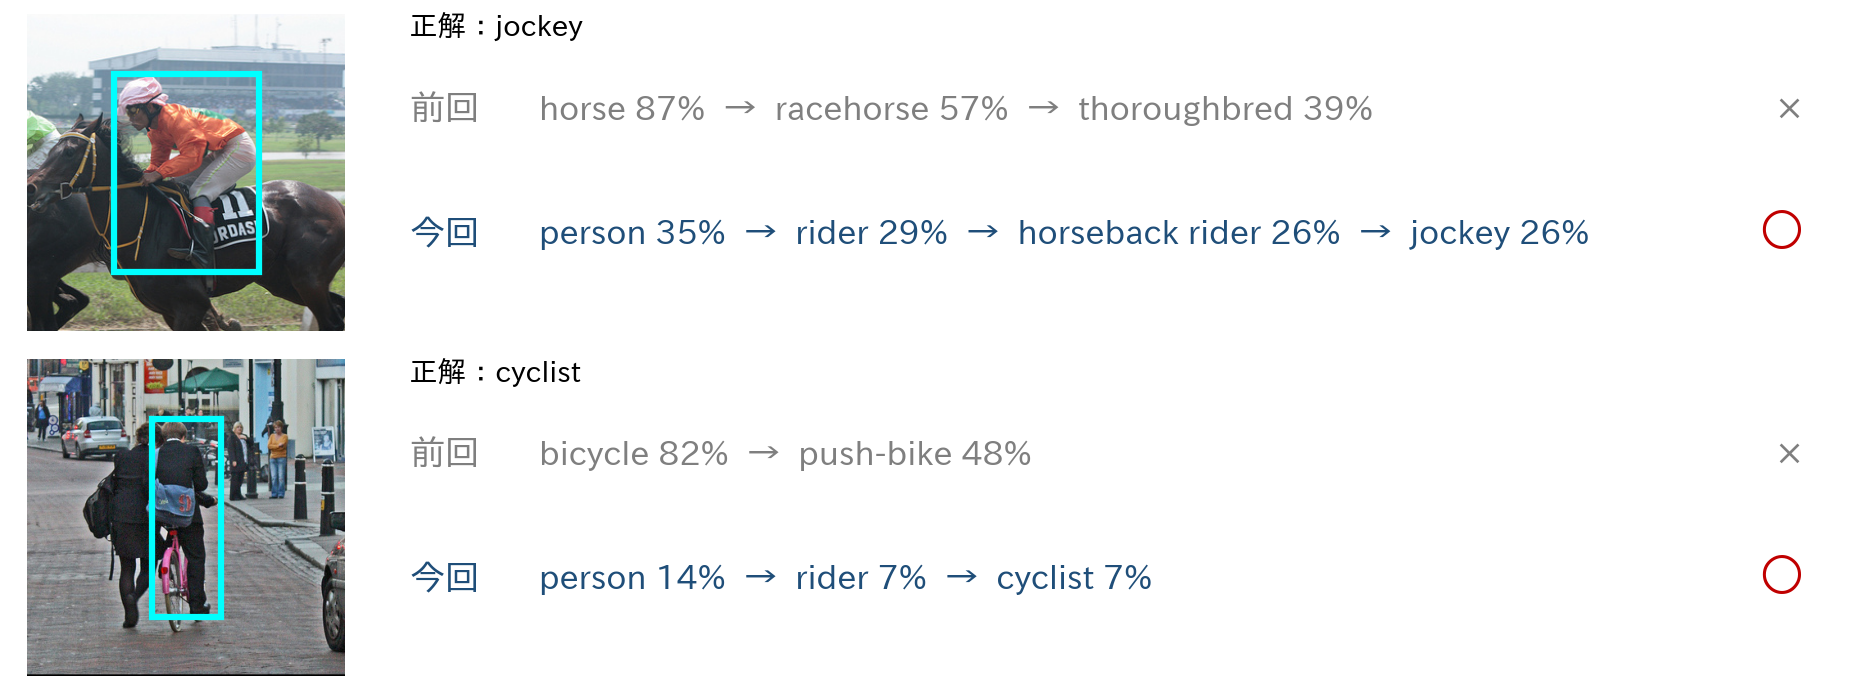 正解：jockey
前回 horse 87% → racehorse 57% → thoroughbred 39% ×
今回 person 35% → rider 29% → horseback rider 26% → jockey 26% ○
11
正解：cyclist
前回 bicycle 82% → push-bike 48% ×
今回 person 14% → rider 7% → cyclist 7% ○